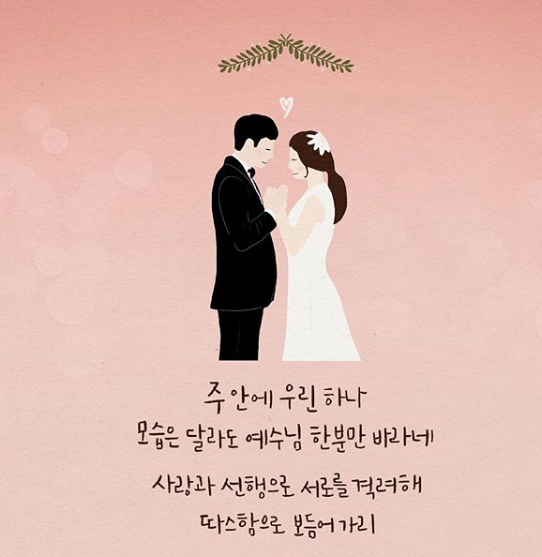 주 안에 우린 하나
모습은 달라도 예수님 한분만 바라네
사랑과 선행으로 서로를 격려해
따스함으로 보듬어가리